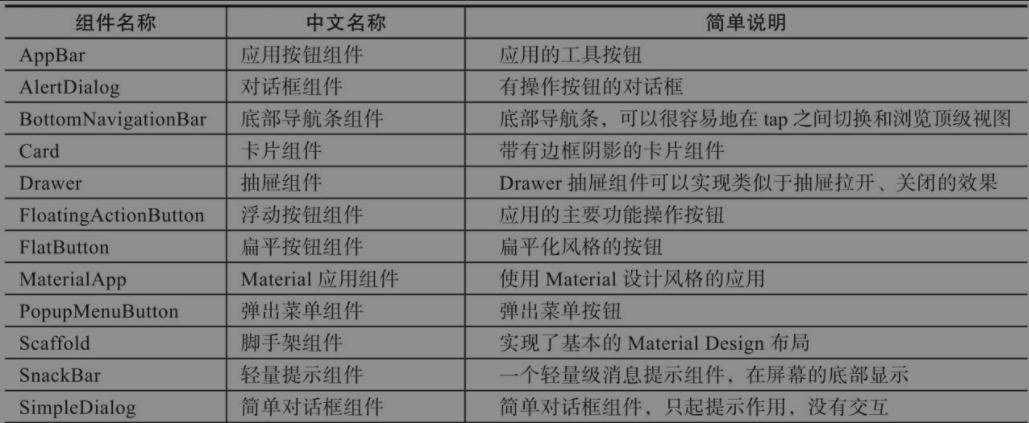 组件名称 中文名称 简单说明
AppBar 应用按钮组件 应用的工具按钮
AlertDialog 对话框组件 有操作按钮的对话框
BottomNavigationBar 底部导航条组件 底部导航条，可以很容易地在 tap 之间切换和浏览顶级视图
Card 卡片组件 带有边框阴影的卡片组件
Drawer 抽屉组件 Drawer 抽屉组件可以实现类似于抽屉拉开、关闭的效果
FloatingActionButton 浮动按钮组件 应用的主要功能操作按钮
FlatButton 扁平按钮组件 扁平化风格的按钮
MaterialApp Material 应用组件 使用 Material 设计风格的应用
PopupMenuButton 弹出菜单组件 弹出菜单按钮
Scaffold 脚手架组件 实现了基本的 Material Design 布局
SnackBar 轻量提示组件 一个轻量级消息提示组件，在屏幕的底部显示
SimpleDialog 简单对话框组件 简单对话框组件，只起提示作用，没有交互